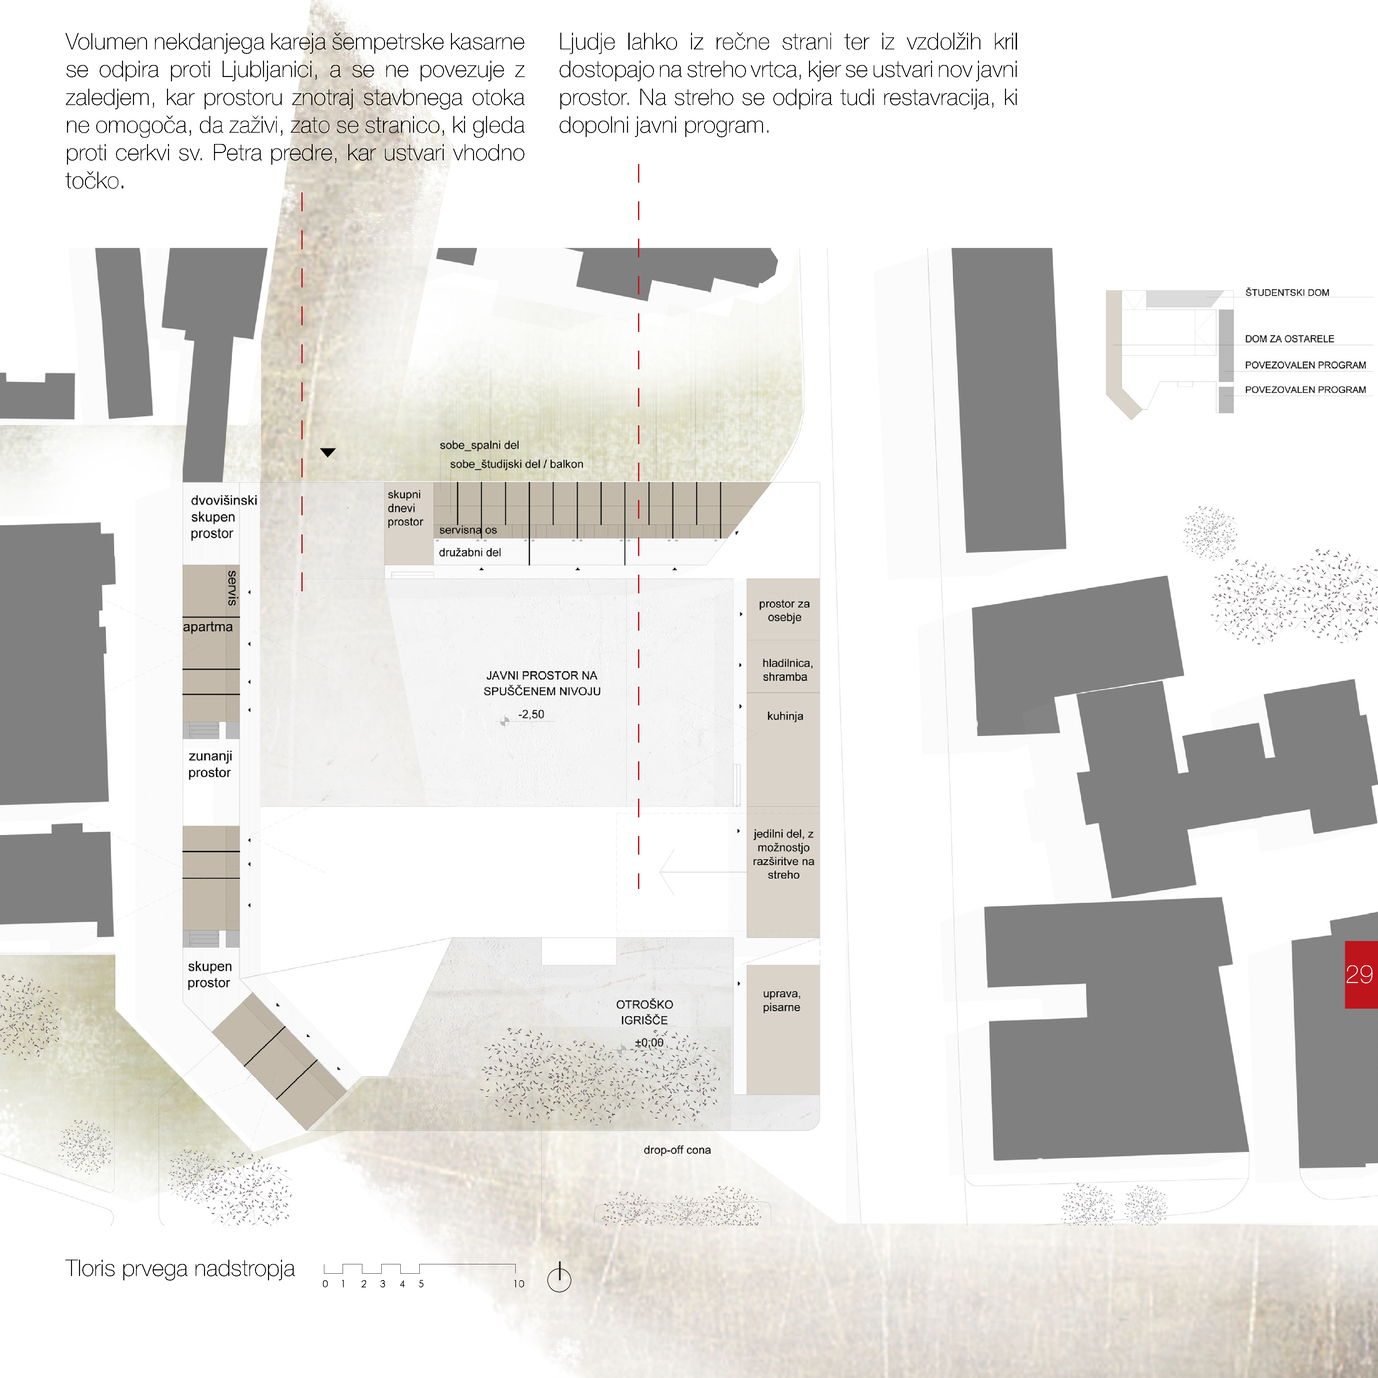 Volumen nekdanjega kareja šempetrske kasarne
se odpira proti Ljubljanici, a se ne povezuje z
zaledjem, kar prostoru znotraj stavbnega otoka
ne omogoča, da zaživi, zato se stranico, ki gleda
proti cerkvi sv. Petra predre, kar ustvari vhodno
točko.
Ljudje lahko iz rečne strani ter iz vzdolžih kril
dostopajo na streho vrtca, kjer se ustvari nov javni
prostor. Na streho se odpira tudi restavracija, ki
dopolni javni program.
ŠTUDENTSKI DOM
DOM ZA OSTARELE
POVEZOVALEN PROGRAM
POVEZOVALEN PROGRAM
sobe_spalni del
sobe_študijski del / balkon
dvovišinski
skupen
prostor
skupni
dnevi
prostor
servisna os
družabni del
servis
apartma
prostor za
osebje
hladilnica,
shramba
kuhinja
JAVNI PROSTOR NA
SPUŠČENEM NIVOJU
-2,50
zunanji
prostor
jedilni del, z
možnostjo
razširitve na
streho
skupen
prostor
uprava,
pisarne
OTROŠKO
IGRIŠČE
±0,00
29
drop-off cona
Tloris prvega nadstropja
0 1 2 3 4 5 10